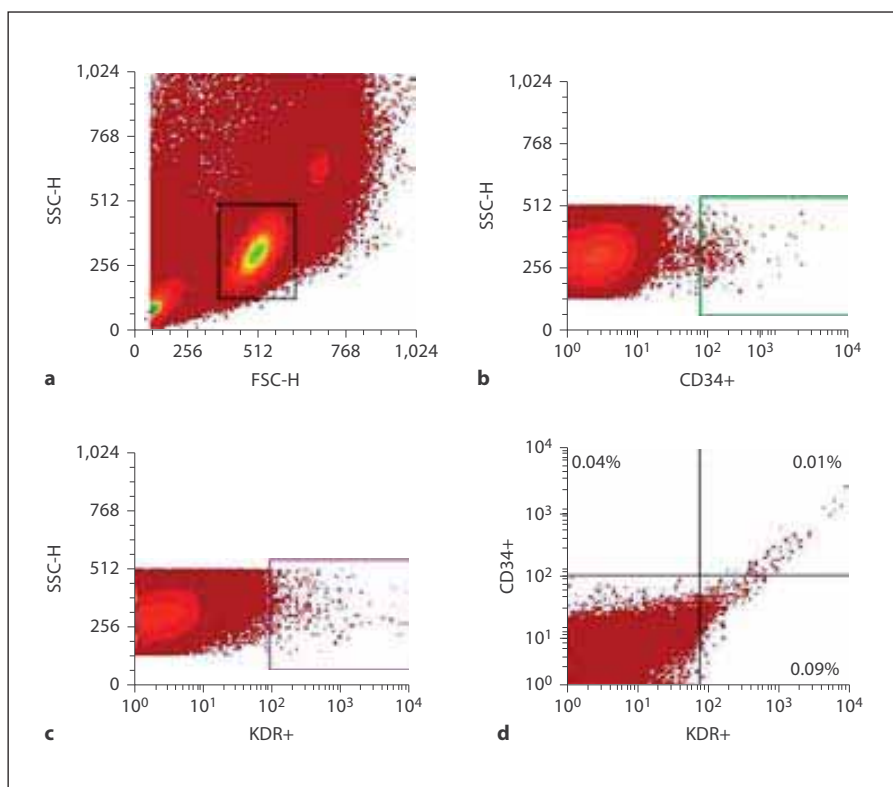 1,024
768
512
256
0
SSC-H
0 256 512 768 1,024
a FSC-H
1,024
768
512
256
0
SSC-H
10⁰ 10¹ 10² 10³ 10⁴
b CD34+
1,024
768
512
256
0
SSC-H
10⁰ 10¹ 10² 10³ 10⁴
c KDR+
10⁴
10³
10²
10¹
10⁰
CD34+
0.04% 0.01%
0.09%
10⁰ 10¹ 10² 10³ 10⁴
d KDR+